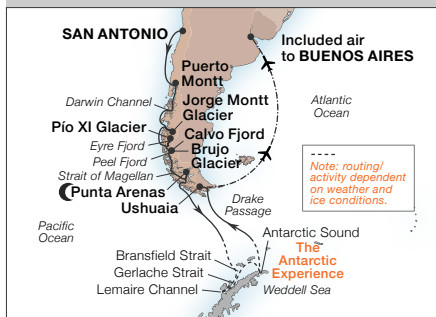 SAN ANTONIO
Included air
to BUENOS AIRES
Puerto
Montt
Darwin Channel
Jorge Montt
Glacier
Atlantic
Ocean
Pío XI Glacier
Calvo Fjord
Eyre Fjord
Brujo
Glacier
Peel Fjord
Strait of Magellan
Note: routing/
activity dependent
on weather and
ice conditions.
Punta Arenas
Ushuaia
Drake
Passage
Pacific
Ocean
Antarctic Sound
The
Antarctic
Experience
Bransfield Strait
Gerlache Strait
Lemaire Channel
Weddell Sea